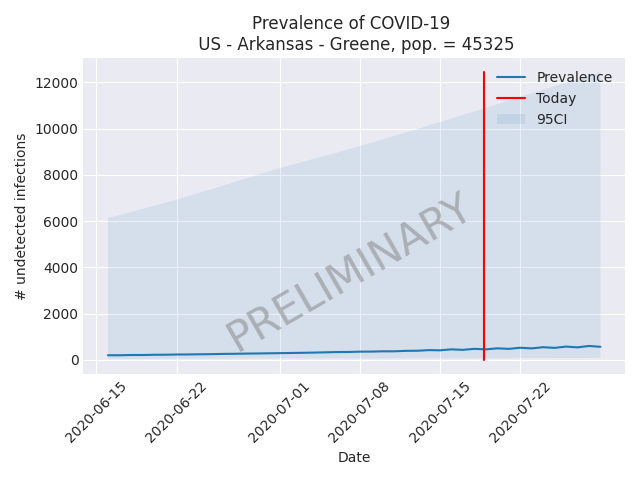 Prevalence of COVID-19
US - Arkansas - Greene, pop. = 45325
12000
10000
8000
6000
4000
2000
0
# undetected infections
Prevalence
Today
95CI
PRELIMINARY
2020-06-15
2020-06-22
2020-07-01
2020-07-08
2020-07-15
2020-07-22
Date